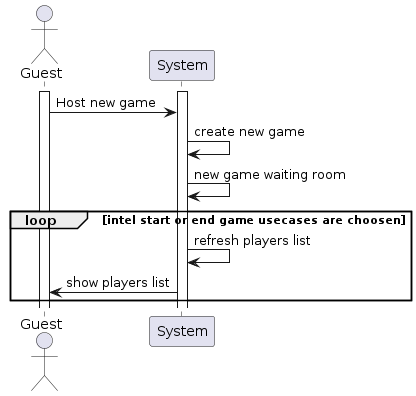 Guest
System
Host new game
create new game
new game waiting room
loop [intel start or end game usecases are choosen]
refresh players list
show players list
Guest
System